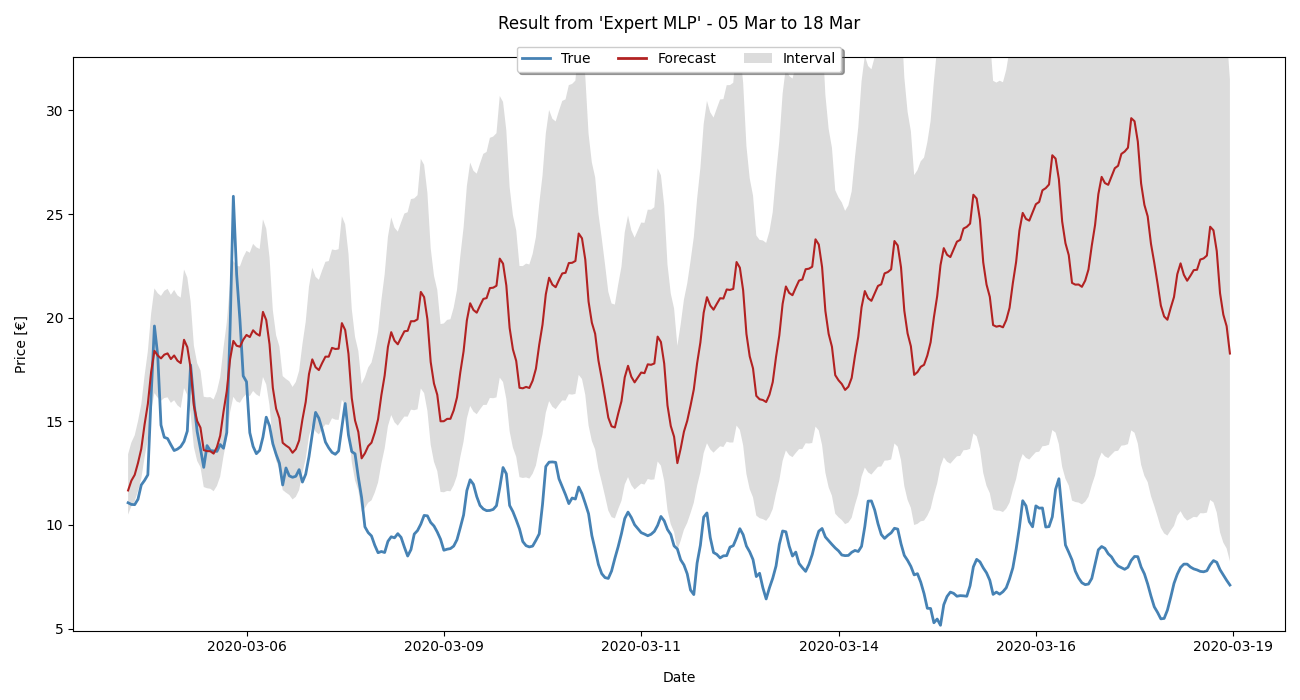 Result from 'Expert MLP' - 05 Mar to 18 Mar
True Forecast Interval
30
25
20
15
10
5
Price [€]
2020-03-06 2020-03-09 2020-03-11 2020-03-14 2020-03-16 2020-03-19
Date